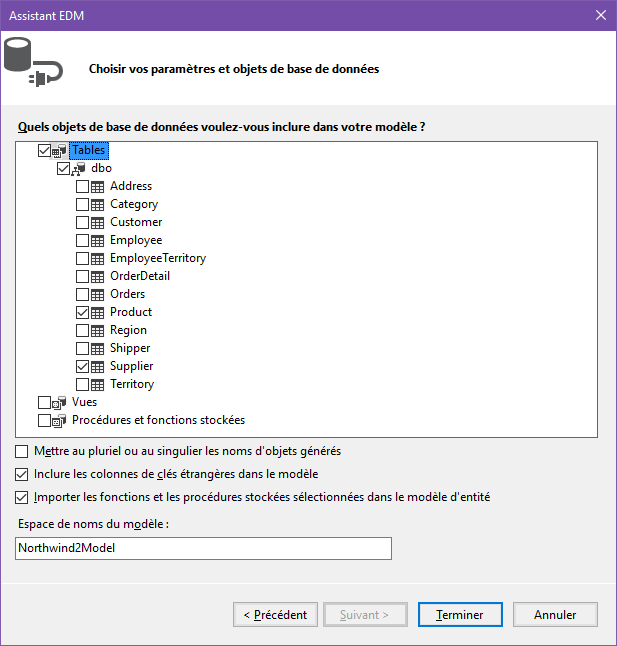 Assistant EDM
Choisir vos paramètres et objets de base de données
Quels objets de base de données voulez-vous inclure dans votre modèle ?
Tables
dbo
Address
Category
Customer
Employee
EmployeeTerritory
OrderDetail
Orders
Product
Region
Shipper
Supplier
Territory
Vues
Procédures et fonctions stockées
Mettre au pluriel ou au singulier les noms d'objets générés
Inclure les colonnes de clés étrangères dans le modèle
Importer les fonctions et les procédures stockées sélectionnées dans le modèle d'entité
Espace de noms du modèle :
Northwind2Model
< Précédent
Suivant >
Terminer
Annuler